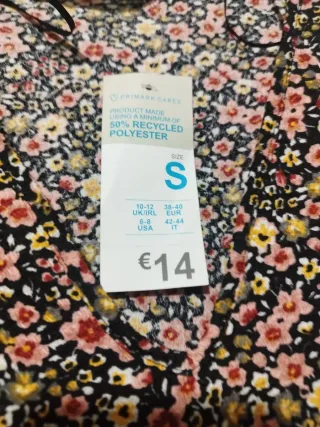 PRIMARK CARES
PRODUCT MADE
USING A MINIMUM OF
50% RECYCLED
POLYESTER
SIZE
S
10-12 38-40
UK/IRL EUR
6-8 42-44
USA IT
€14